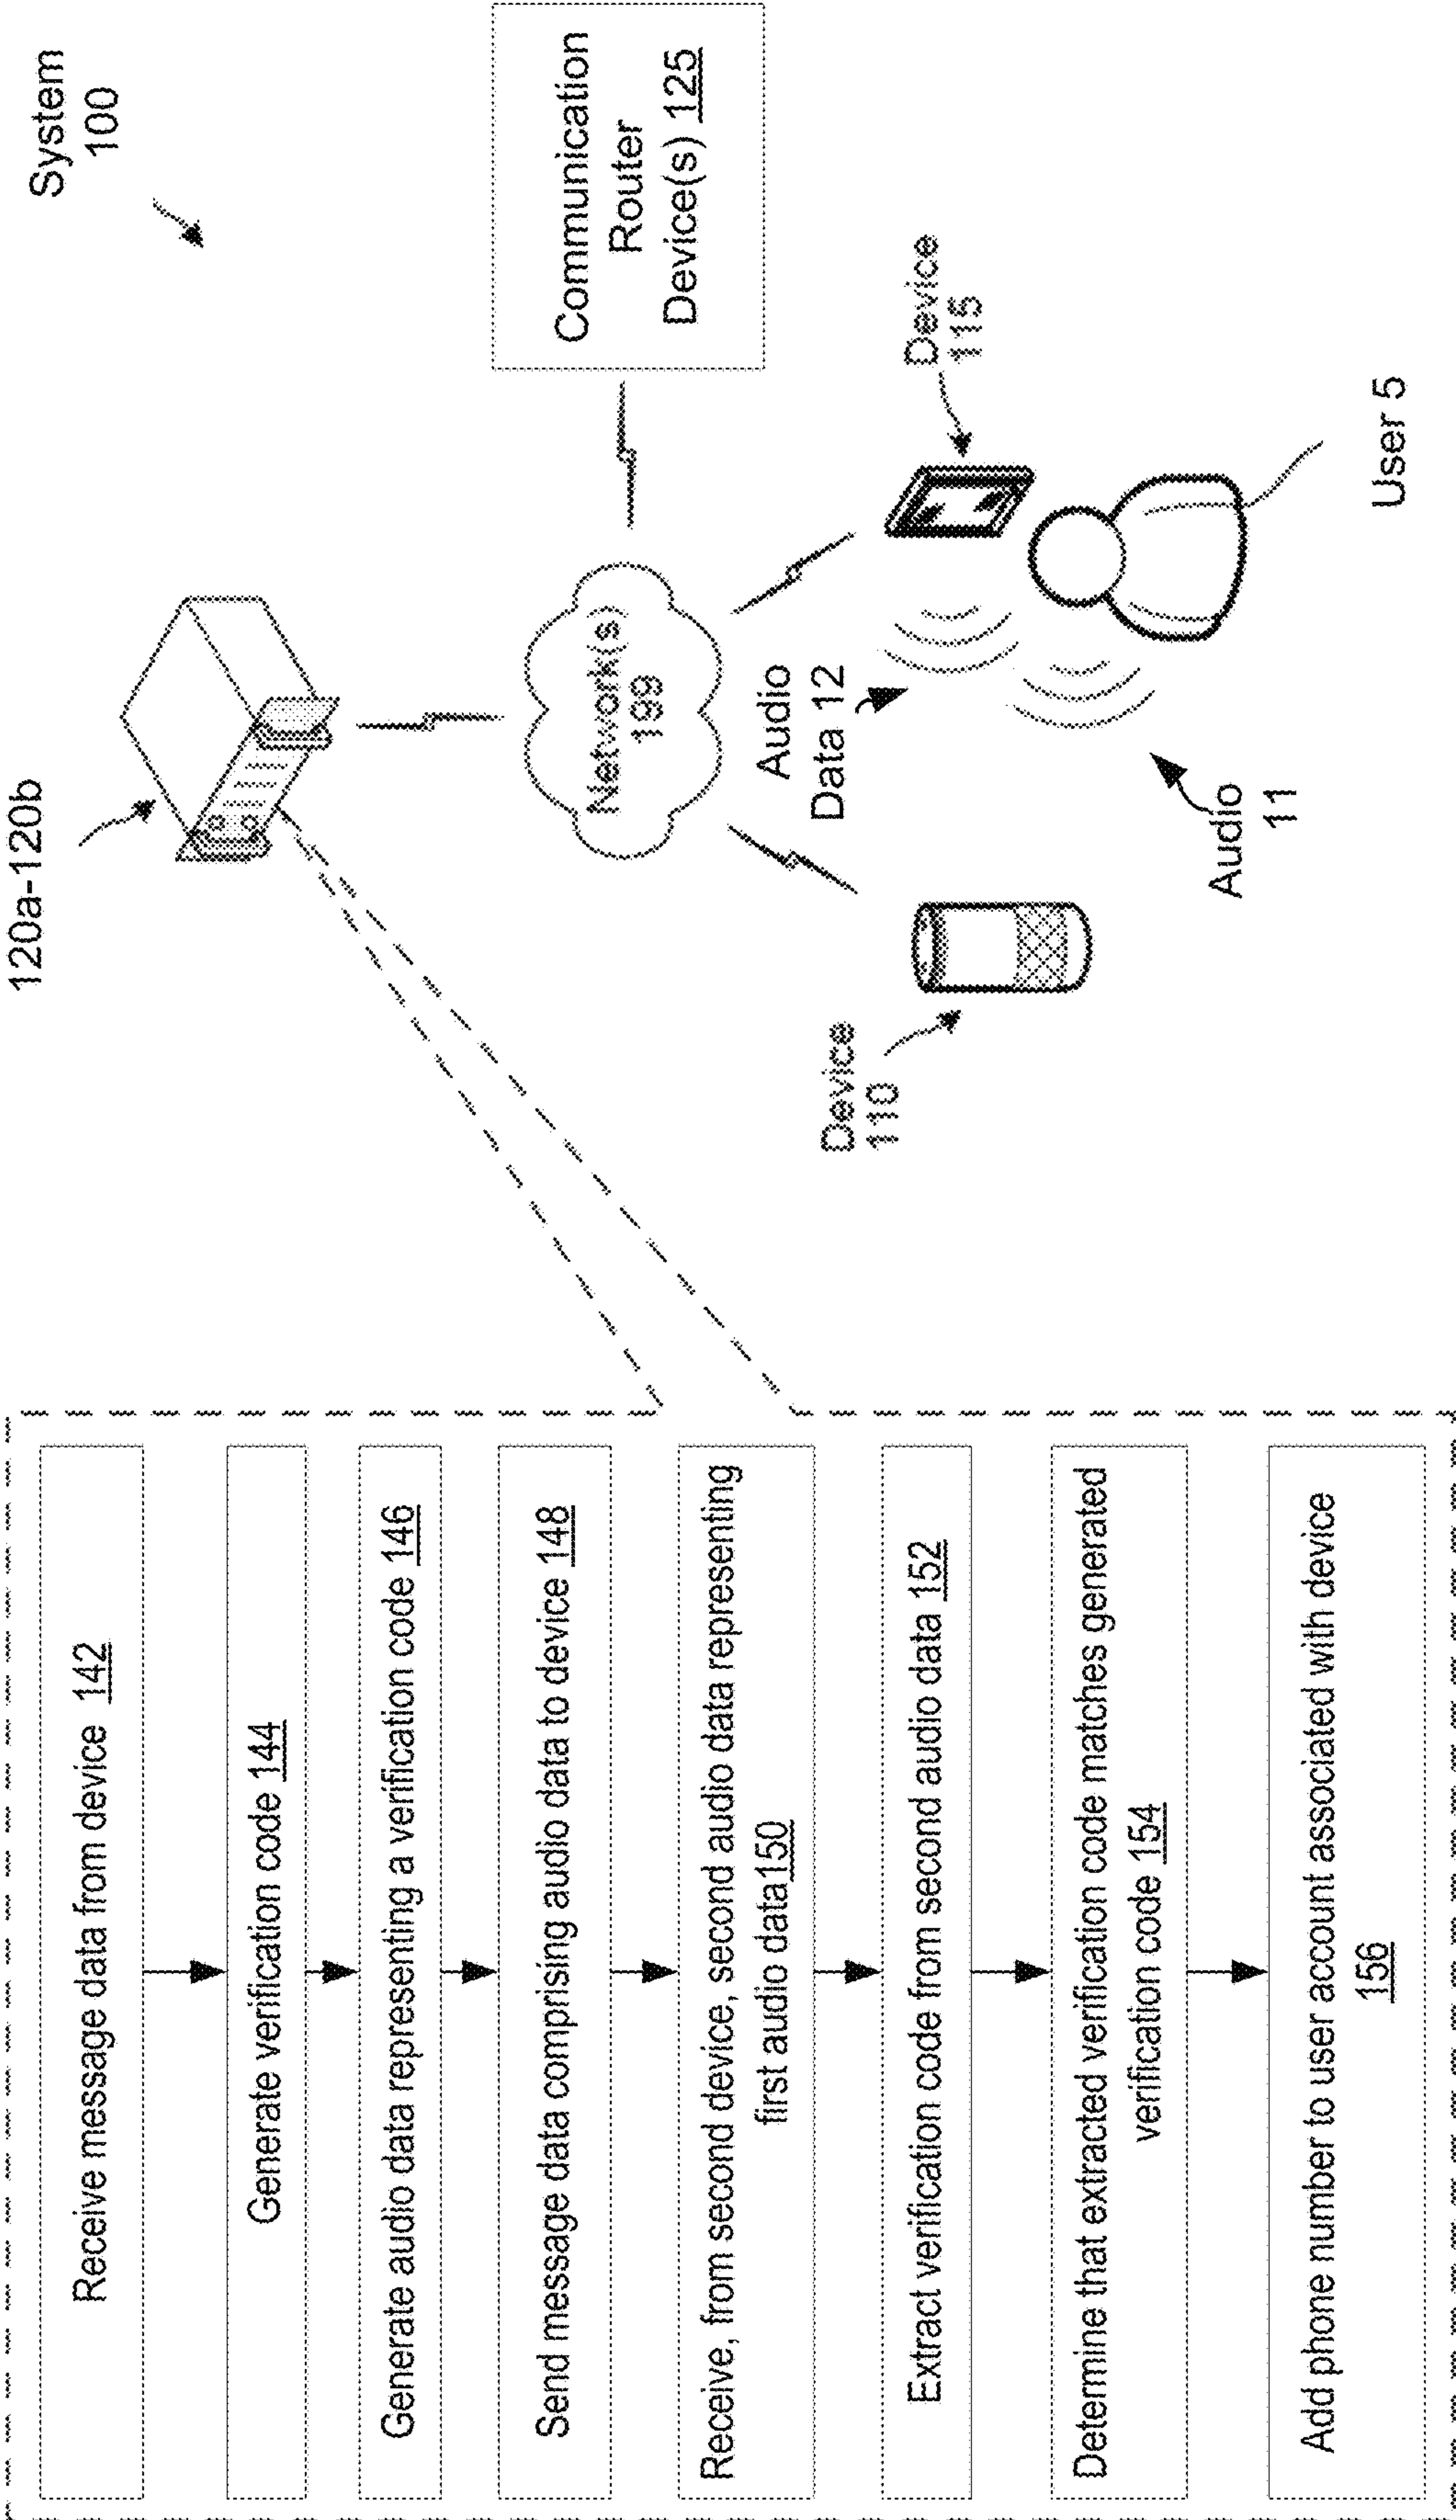 System
100
120a-120b
Communication
Router
Device(s) 125
Network(s)
199
Device
115
Audio
Data 12
Device
110
Audio
11
User 5
Receive message data from device 142
Generate verification code 144
Generate audio data representing a verification code 146
Send message data comprising audio data to device 148
Receive, from second device, second audio data representing
first audio data150
Extract verification code from second audio data 152
Determine that extracted verification code matches generated
verification code 154
Add phone number to user account associated with device
156